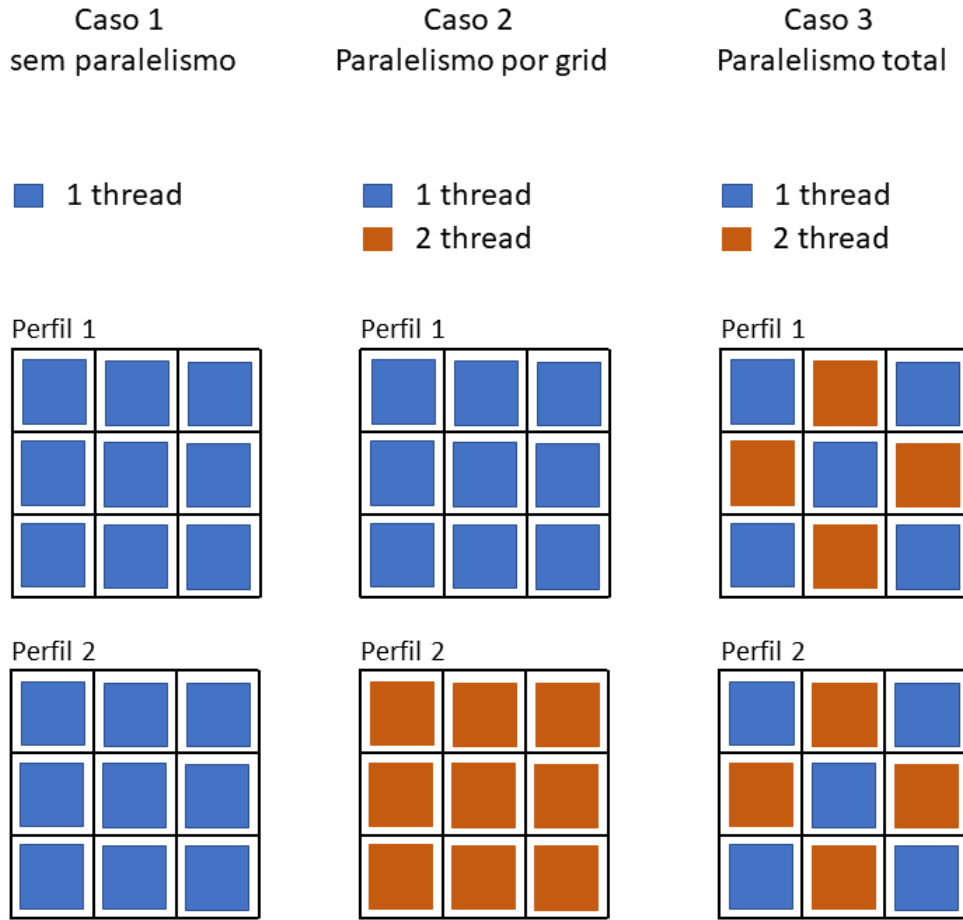 Caso 1
sem paralelismo
Caso 2
Paralelismo por grid
Caso 3
Paralelismo total
1 thread
1 thread
2 thread
1 thread
2 thread
Perfil 1
Perfil 1
Perfil 1
Perfil 2
Perfil 2
Perfil 2